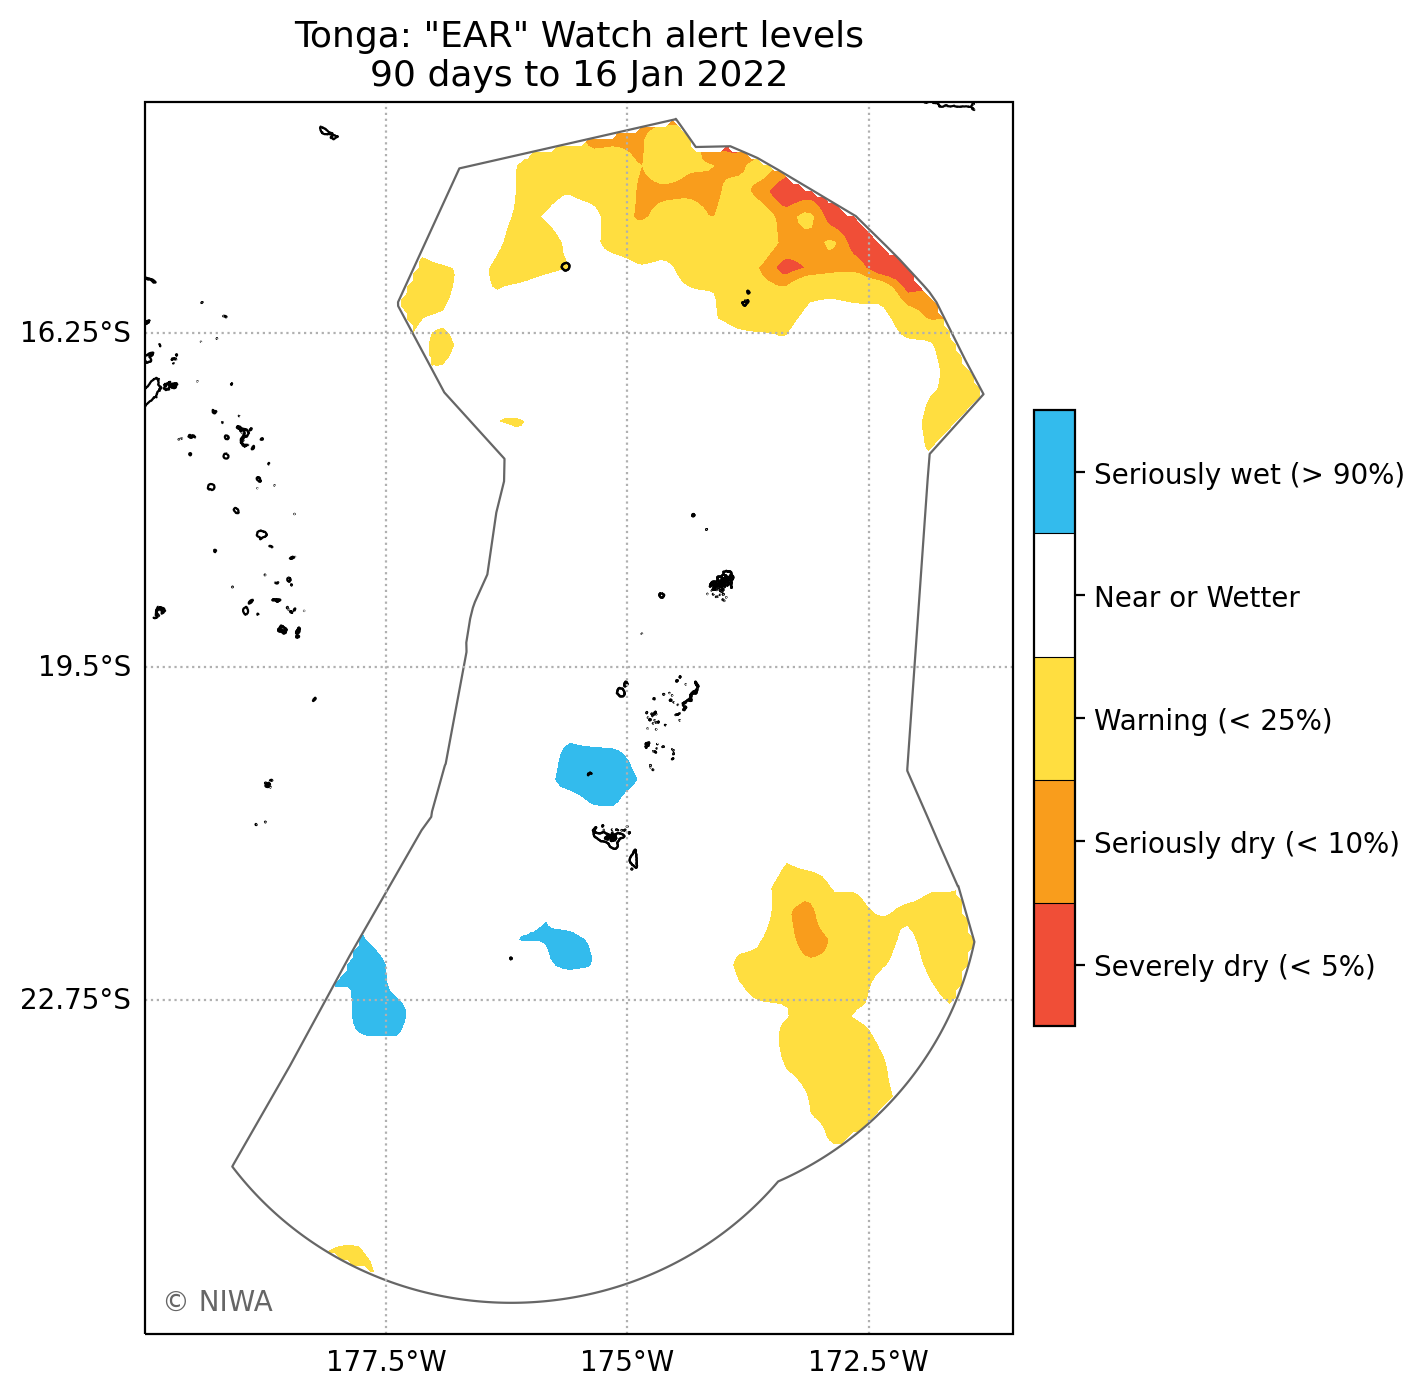 Tonga: "EAR" Watch alert levels
90 days to 16 Jan 2022
16.25°S
19.5°S
22.75°S
177.5°W
175°W
172.5°W
Seriously wet (> 90%)
Near or Wetter
Warning (< 25%)
Seriously dry (< 10%)
Severely dry (< 5%)
© NIWA